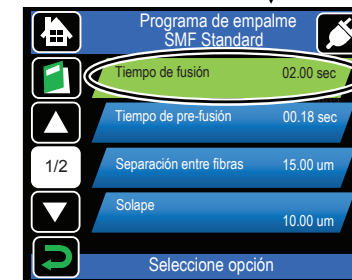 Programa de empalme
SMF Standard
Tiempo de fusión 02.00 sec
Tiempo de pre-fusión 00.18 sec
1/2
Separación entre fibras 15.00 um
Solape
10.00 um
Seleccione opción